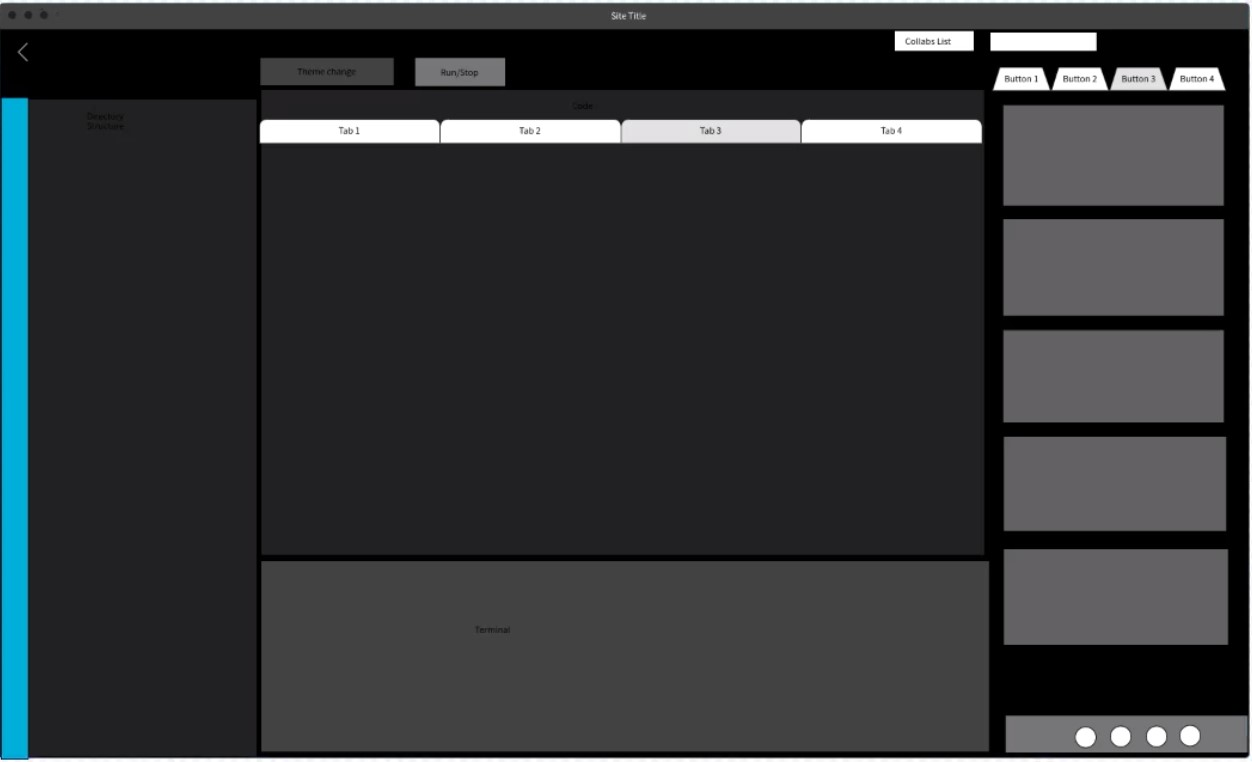 Site Title
Collabs List
Theme change
Run/Stop
Button 1
Button 2
Button 3
Button 4
Directory
Structure
Code
Tab 1
Tab 2
Tab 3
Tab 4
Terminal